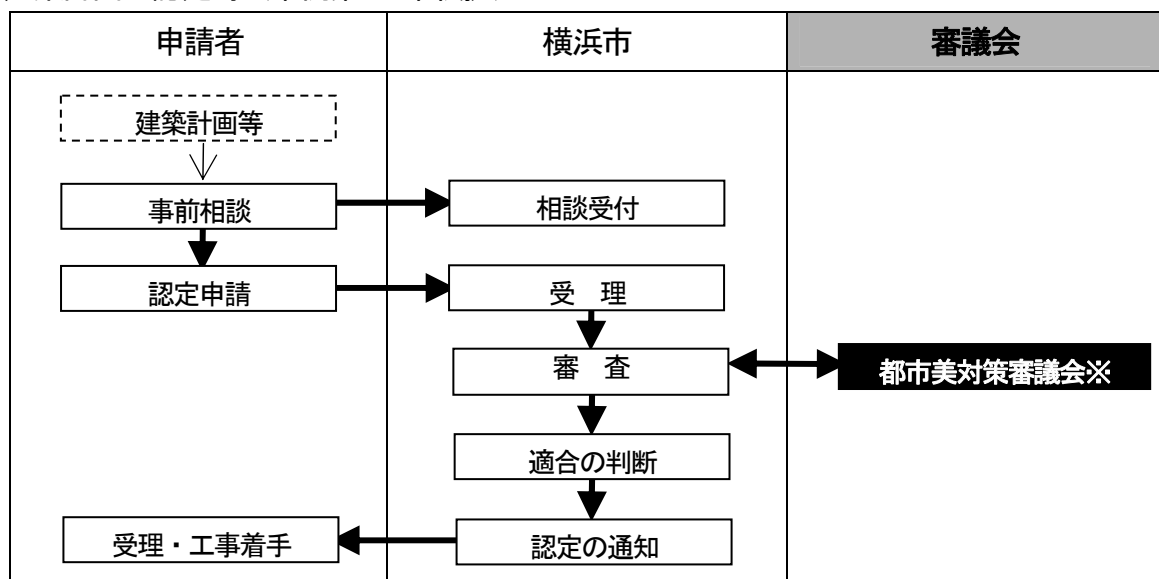 申請者 横浜市 審議会
建築計画等
事前相談 相談受付
認定申請 受 理
審 査 都市美対策審議会※
適合の判断
受理・工事着手 認定の通知